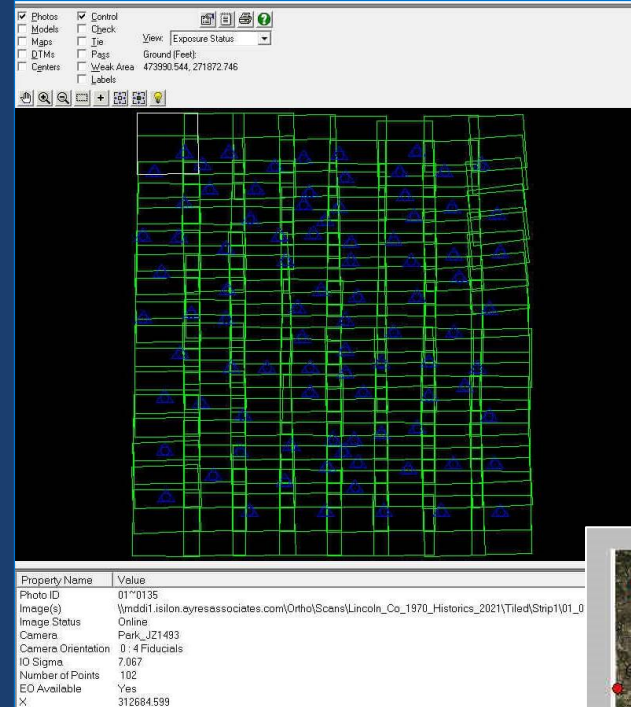 Photos Control
Models Check
Maps Tie View: Exposure Status
DTMs Pass Ground (Feet):
Centers Weak Area 473990.544, 271872.746
Labels
Property Name Value
Photo ID 01~0135
Image(s) \\mddi1.isilon.ayresassociates.com\Ortho\Scans\Lincoln_Co_1970_Historics_2021\Tiled\Strip1\01_0
Image Status Online
Camera Park_JZ1493
Camera Orientation 0 : 4 Fiducials
IO Sigma 7.067
Number of Points 102
EO Available Yes
X 312684.599